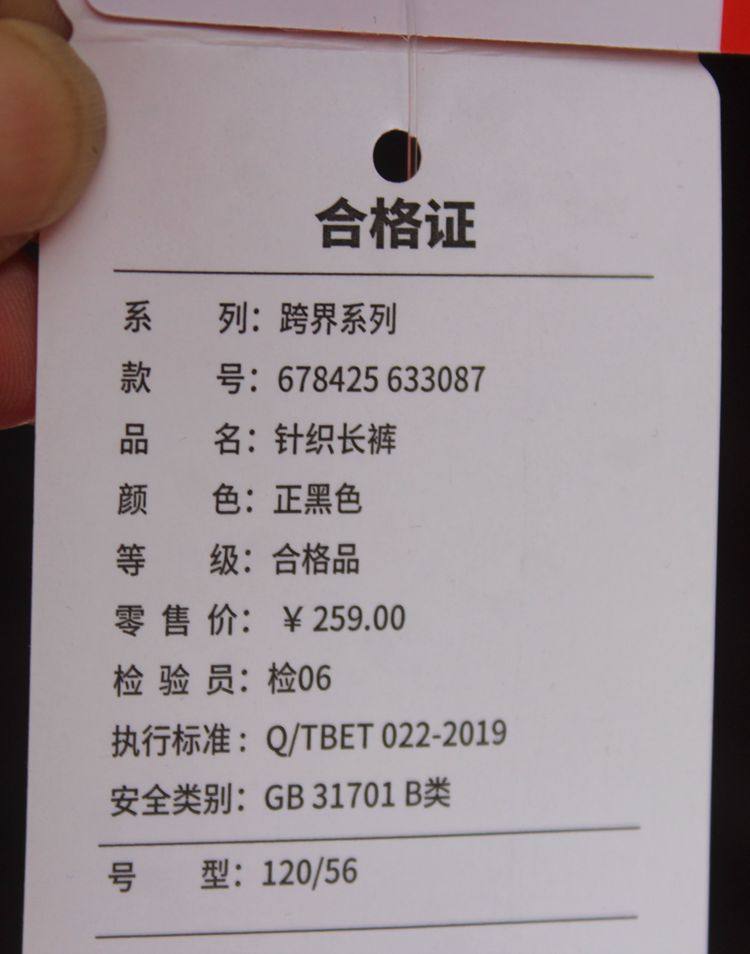 合格证
系 列：跨界系列
款 号：678425 633087
品 名：针织长裤
颜 色：正黑色
等 级：合格品
零 售 价：￥259.00
检 验 员：检06
执行标准：Q/TBET 022-2019
安全类别：GB 31701 B类
号 型：120/56